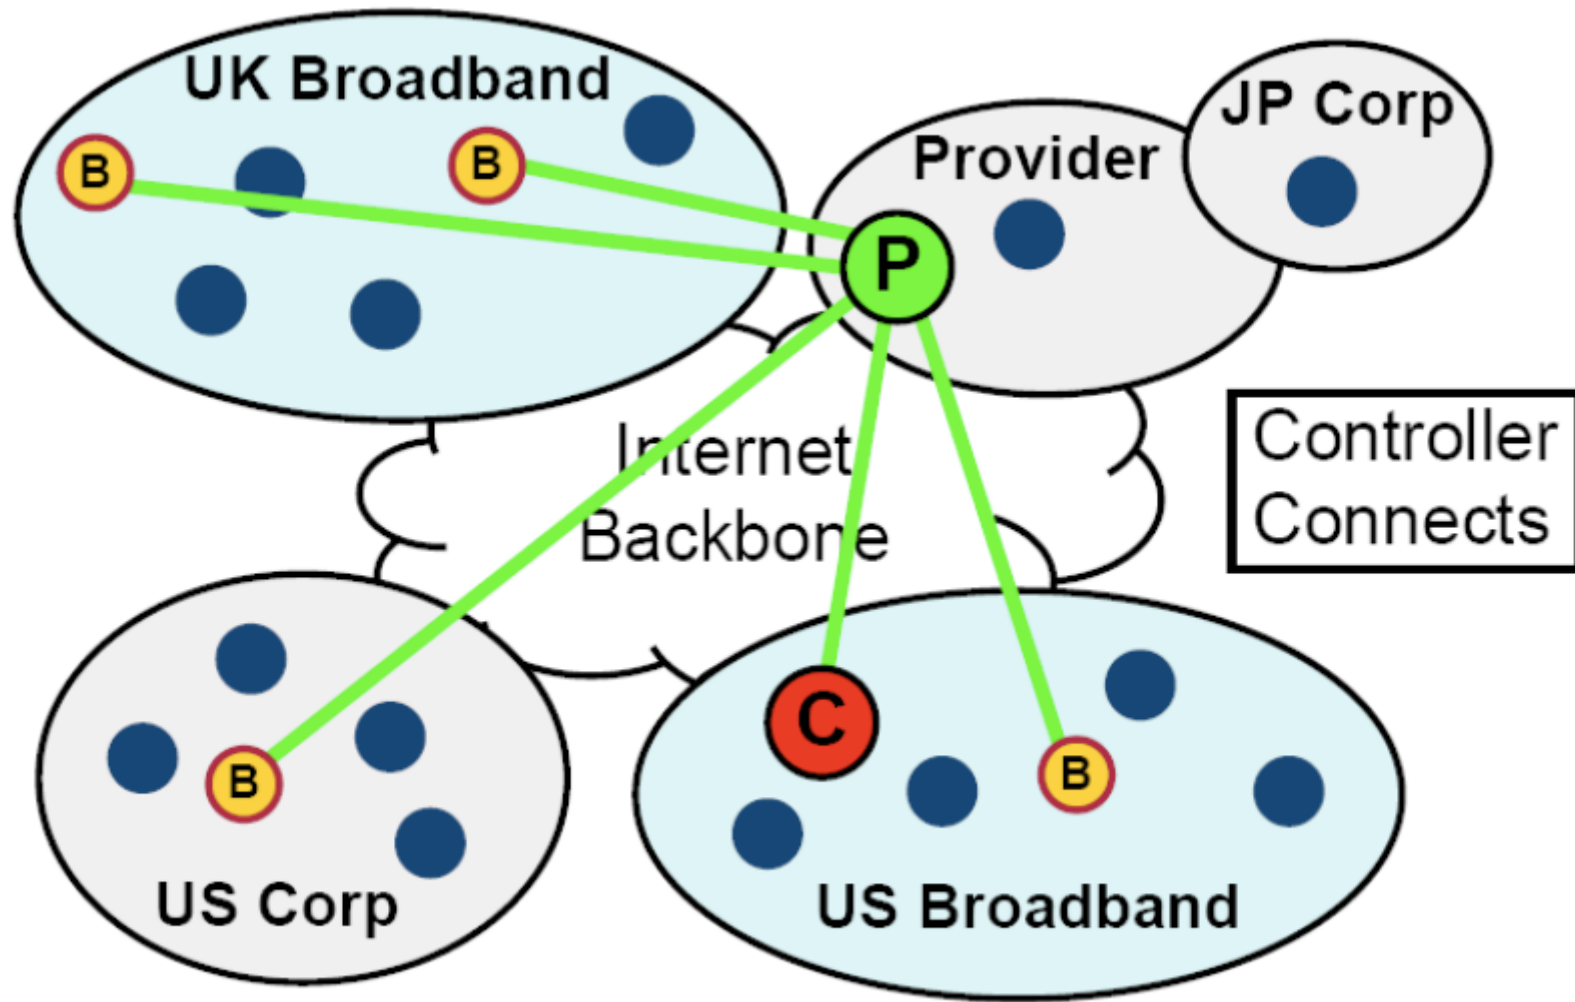 UK Broadband
JP Corp
Provider
B
B
P
Internet
Backbone
Controller
Connects
C
B
B
US Corp
US Broadband